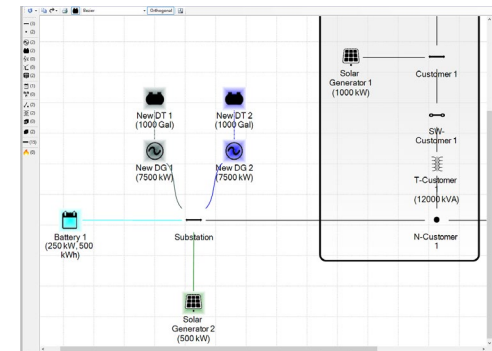 Bezier
Orthogonal
Solar
Generator 1
(1000 kW)
Customer 1
New DT 1
(1000 Gal)
New DT 2
(1000 Gal)
SW-
Customer 1
New DG 1
(7500 kW)
New DG 2
(7500 kW)
T-Customer
(12000 kVA)
Battery 1
(250 kW, 500
kWh)
Substation
N-Customer
1
Solar
Generator 2
(500 kW)